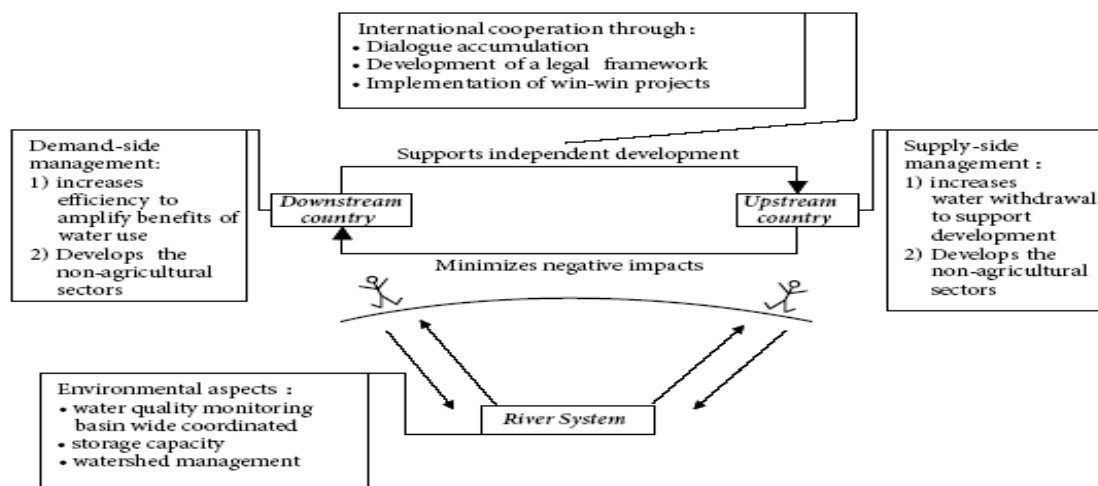 International cooperation through :
• Dialogue accumulation
• Development of a legal framework
• Implementation of win-win projects
Demand-side
management:
1) increases
efficiency to
amplify benefits of
water use
2) Develops the
non-agricultural
sectors
Supports independent development
Downstream
country
Upstream
country
Minimizes negative impacts
Supply-side
management :
1) increases
water withdrawal
to support
development
2) Develops the
non-agricultural
sectors
Environmental aspects :
• water quality monitoring
basin wide coordinated
• storage capacity
• watershed management
River System